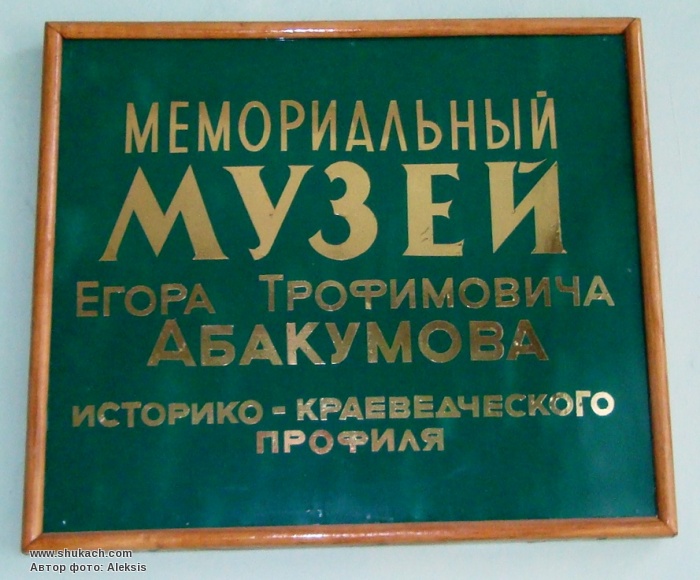 МЕМОРИАЛЬНЫЙ
МУЗЕЙ
ЕГОРА ТРОФИМОВИЧА
АБАКУМОВА
ИСТОРИКО - КРАЕВЕДЧЕСКОГО
ПРОФИЛЯ
www.shukach.com
Автор фото: Aleksis